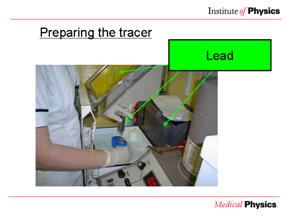 Institute of Physics
Preparing the tracer
Lead
Medical Physics